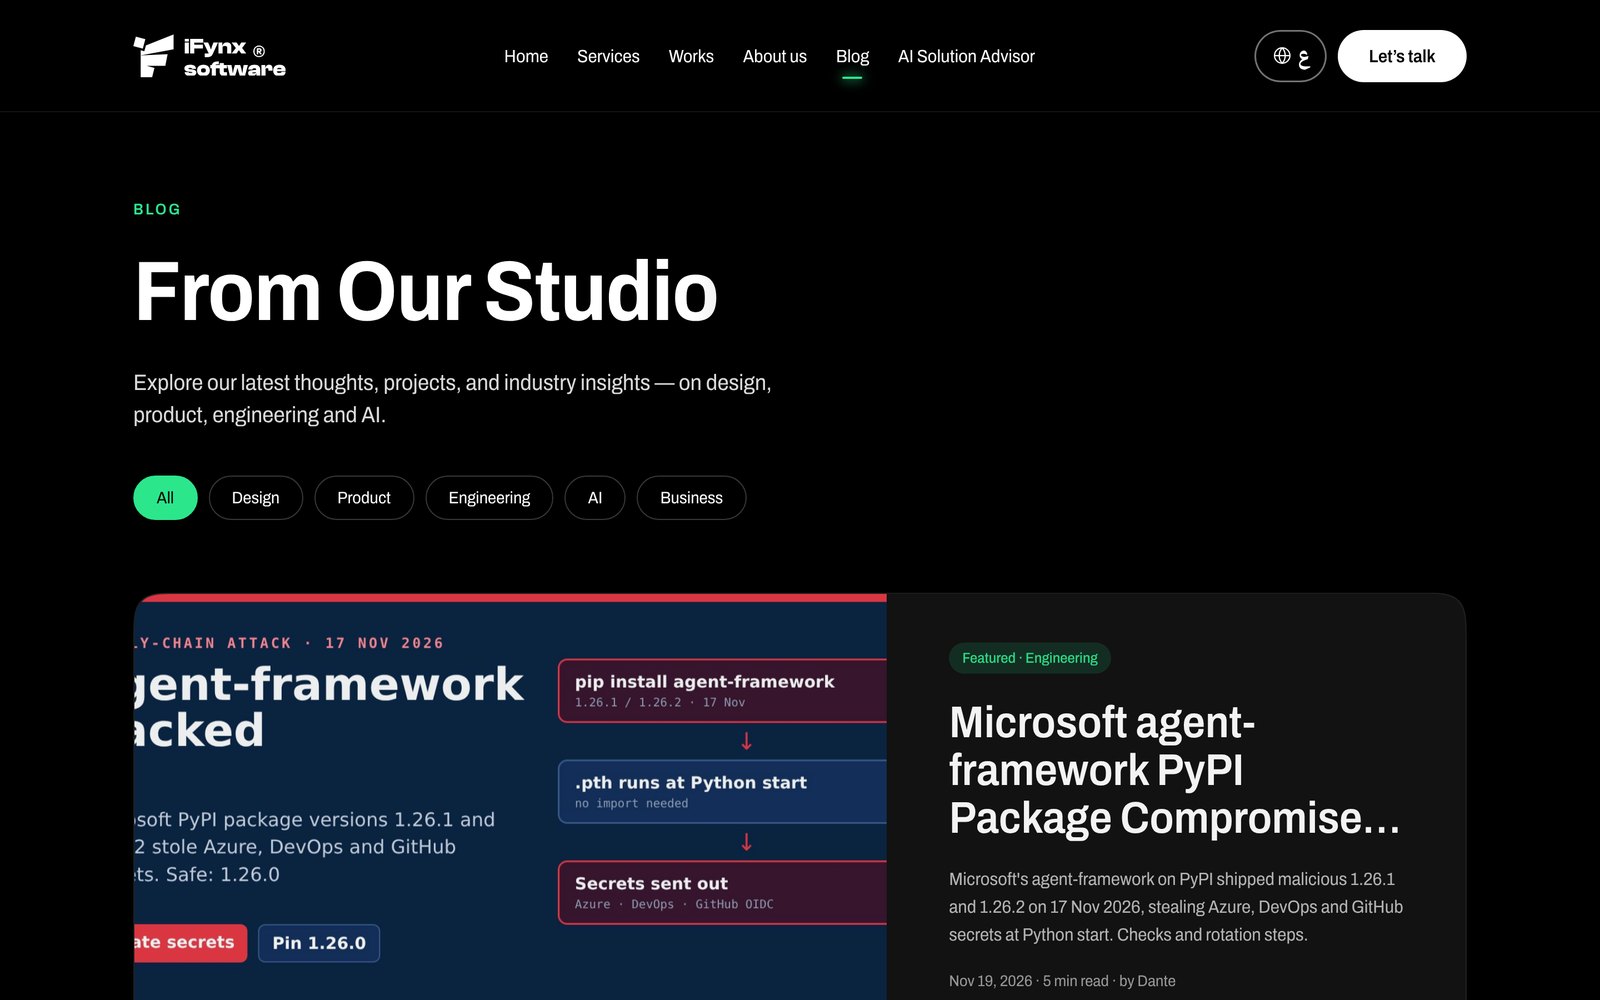 iFynx ®
software
Home
Services
Works
About us
Blog
AI Solution Advisor
ع
Let's talk
BLOG
From Our Studio
Explore our latest thoughts, projects, and industry insights — on design,
product, engineering and AI.
All
Design
Product
Engineering
AI
Business
LY-CHAIN ATTACK · 17 NOV 2026
gent-framework
acked
osoft PyPI package versions 1.26.1 and
2 stole Azure, DevOps and GitHub
ets. Safe: 1.26.0
ate secrets
Pin 1.26.0
pip install agent-framework
1.26.1 / 1.26.2 · 17 Nov
↓
.pth runs at Python start
no import needed
↓
Secrets sent out
Azure · DevOps · GitHub OIDC
Featured · Engineering
Microsoft agent-
framework PyPI
Package Compromise…
Microsoft's agent-framework on PyPI shipped malicious 1.26.1
and 1.26.2 on 17 Nov 2026, stealing Azure, DevOps and GitHub
secrets at Python start. Checks and rotation steps.
Nov 19, 2026 · 5 min read · by Dante